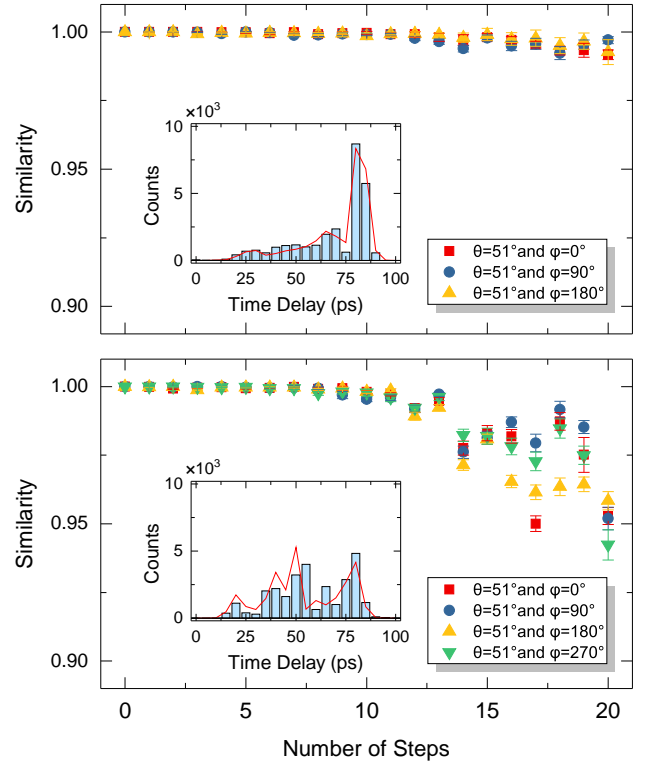 1.00
0.95
0.90
Similarity
×10³
10
5
0
Counts
0 25 50 75 100
Time Delay (ps)
θ=51°and φ=0°
θ=51°and φ=90°
θ=51°and φ=180°
1.00
0.95
0.90
Similarity
×10³
10
5
0
Counts
0 25 50 75 100
Time Delay (ps)
θ=51°and φ=0°
θ=51°and φ=90°
θ=51°and φ=180°
θ=51°and φ=270°
0 5 10 15 20
Number of Steps